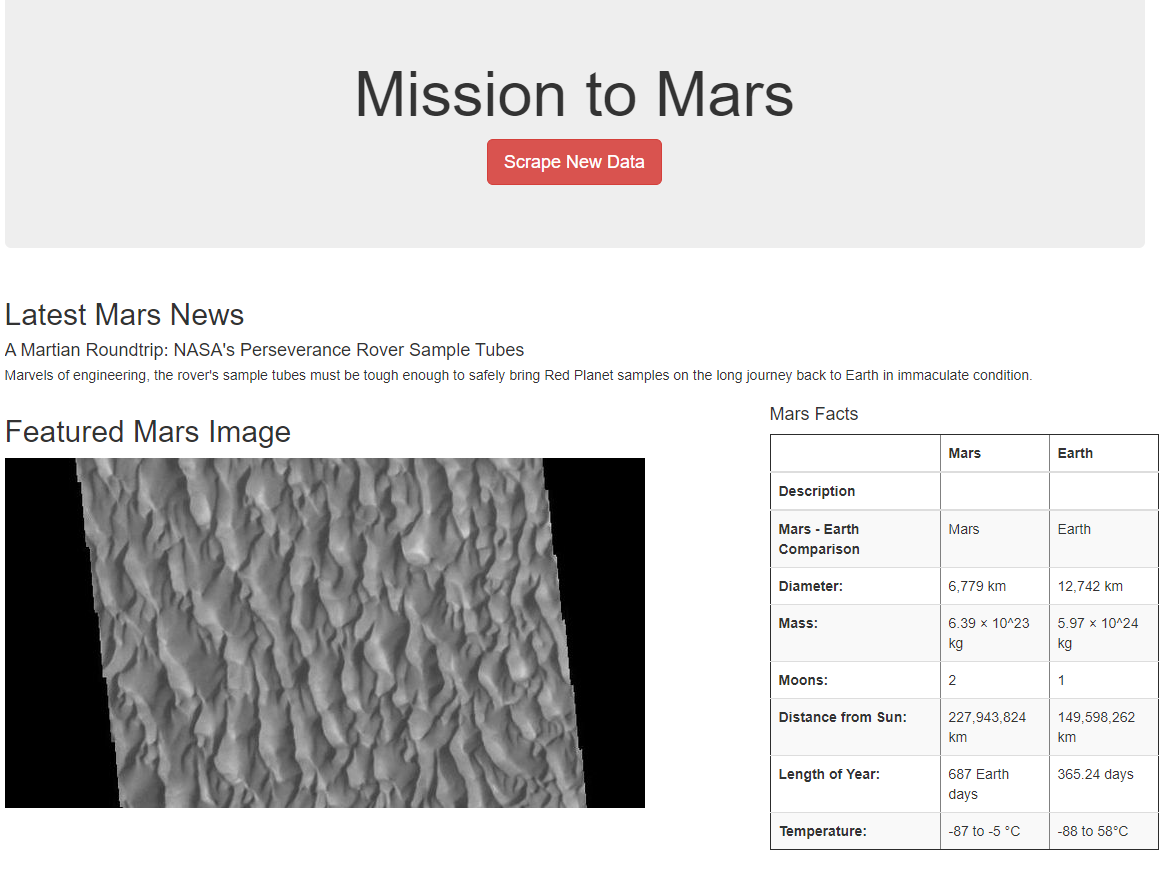 Mission to Mars
Scrape New Data
Latest Mars News
A Martian Roundtrip: NASA's Perseverance Rover Sample Tubes
Marvels of engineering, the rover's sample tubes must be tough enough to safely bring Red Planet samples on the long journey back to Earth in immaculate condition.
Featured Mars Image
Mars Facts
Mars Earth
Description
Mars - Earth Mars Earth
Comparison
Diameter: 6,779 km 12,742 km
Mass: 6.39 × 10^23 5.97 × 10^24
kg kg
Moons: 2 1
Distance from Sun: 227,943,824 149,598,262
km km
Length of Year: 687 Earth 365.24 days
days
Temperature: -87 to -5 °C -88 to 58°C